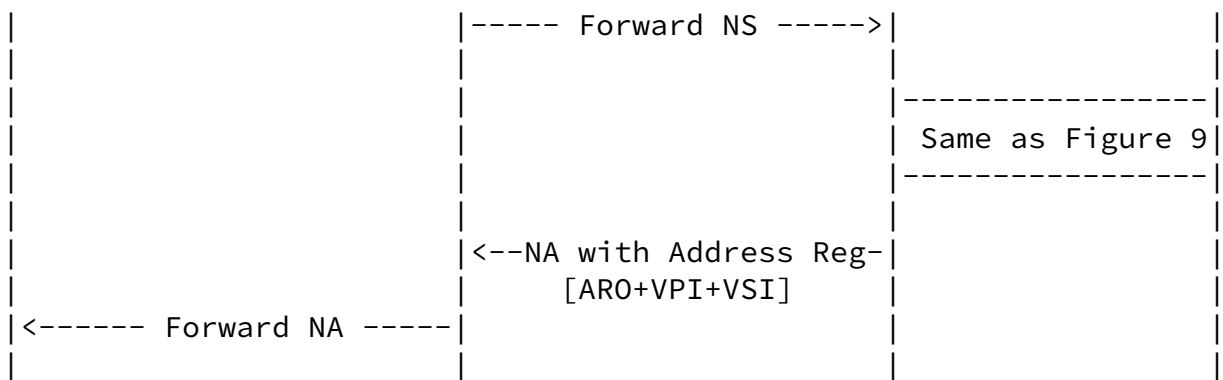 |----- Forward NS ----->|
|-----------------|
Same as Figure 9|
|-----------------|
|<--NA with Address Reg-|
[ARO+VPI+VSI]
|<------ Forward NA -----|